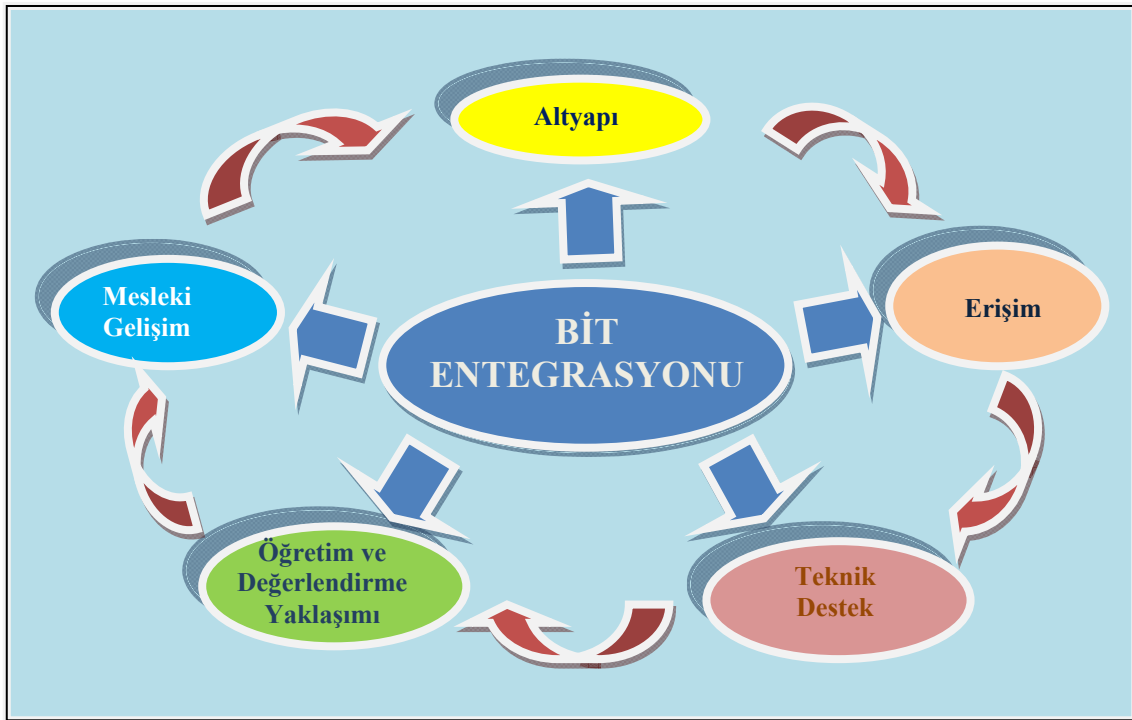 Altyapı
Mesleki
Gelişim
Erişim
BİT
ENTEGRASYONU
Öğretim ve
Değerlendirme
Yaklaşımı
Teknik
Destek